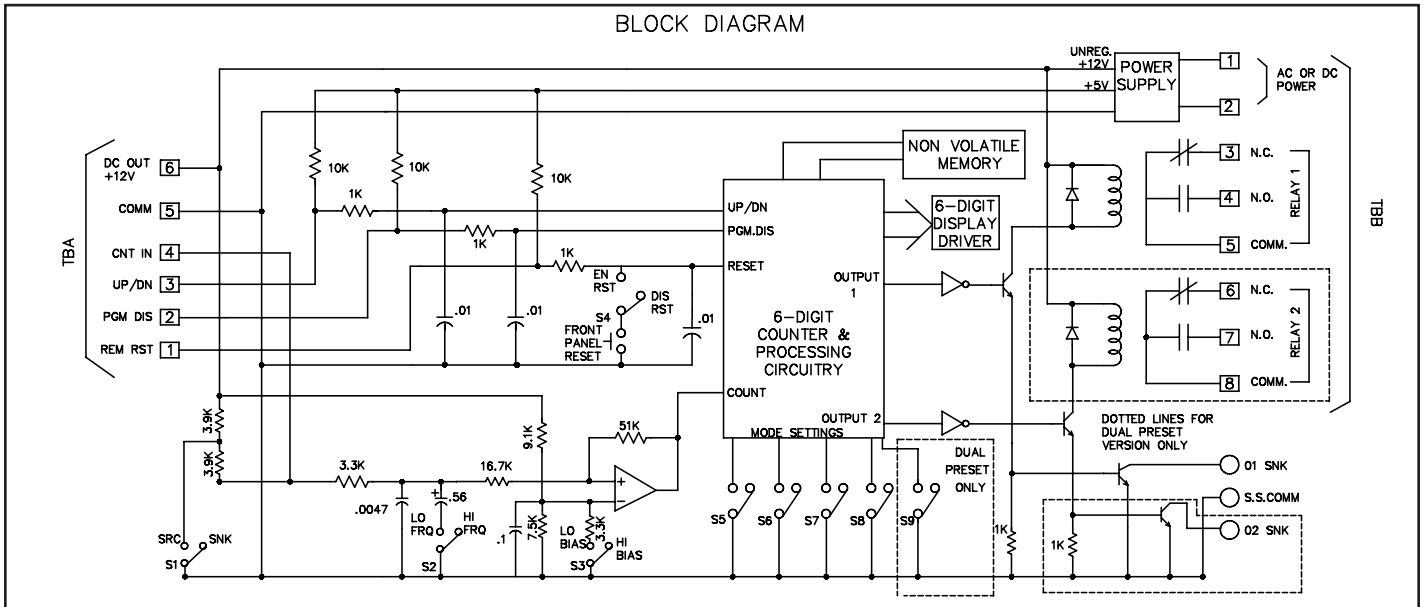 BLOCK DIAGRAM
UNREG.
+12V
+5V
POWER
SUPPLY
1
2
AC OR DC
POWER
TBA
DC OUT
+12V
6
COMM
5
CNT IN
4
UP/DN
3
PGM DIS
2
REM RST
1
10K
10K
10K
1K
1K
1K
.01
.01
.01
EN
RST
DIS
RST
S4
FRONT
PANEL
RESET
NON VOLATILE
MEMORY
6-DIGIT
DISPLAY
DRIVER
UP/DN
PGM.DIS
RESET
COUNT
OUTPUT
1
6-DIGIT
COUNTER &
PROCESSING
CIRCUITRY
OUTPUT 2
MODE SETTINGS
3
N.C.
4
N.O.
5
COMM.
RELAY 1
6
N.C.
7
N.O.
8
COMM.
RELAY 2
TBB
DOTTED LINES FOR
DUAL PRESET
VERSION ONLY
3.9K
3.9K
SRC
SNK
S1
3.3K
.0047
+
.56
LO
FRQ
HI
FRQ
S2
16.7K
9.1K
51K
+
−
.1
7.5K
3.3K
LO
BIAS
HI
BIAS
S3
S5
S6
S7
S8
S9
DUAL
PRESET
ONLY
1K
1K
O1 SNK
S.S.COMM
O2 SNK